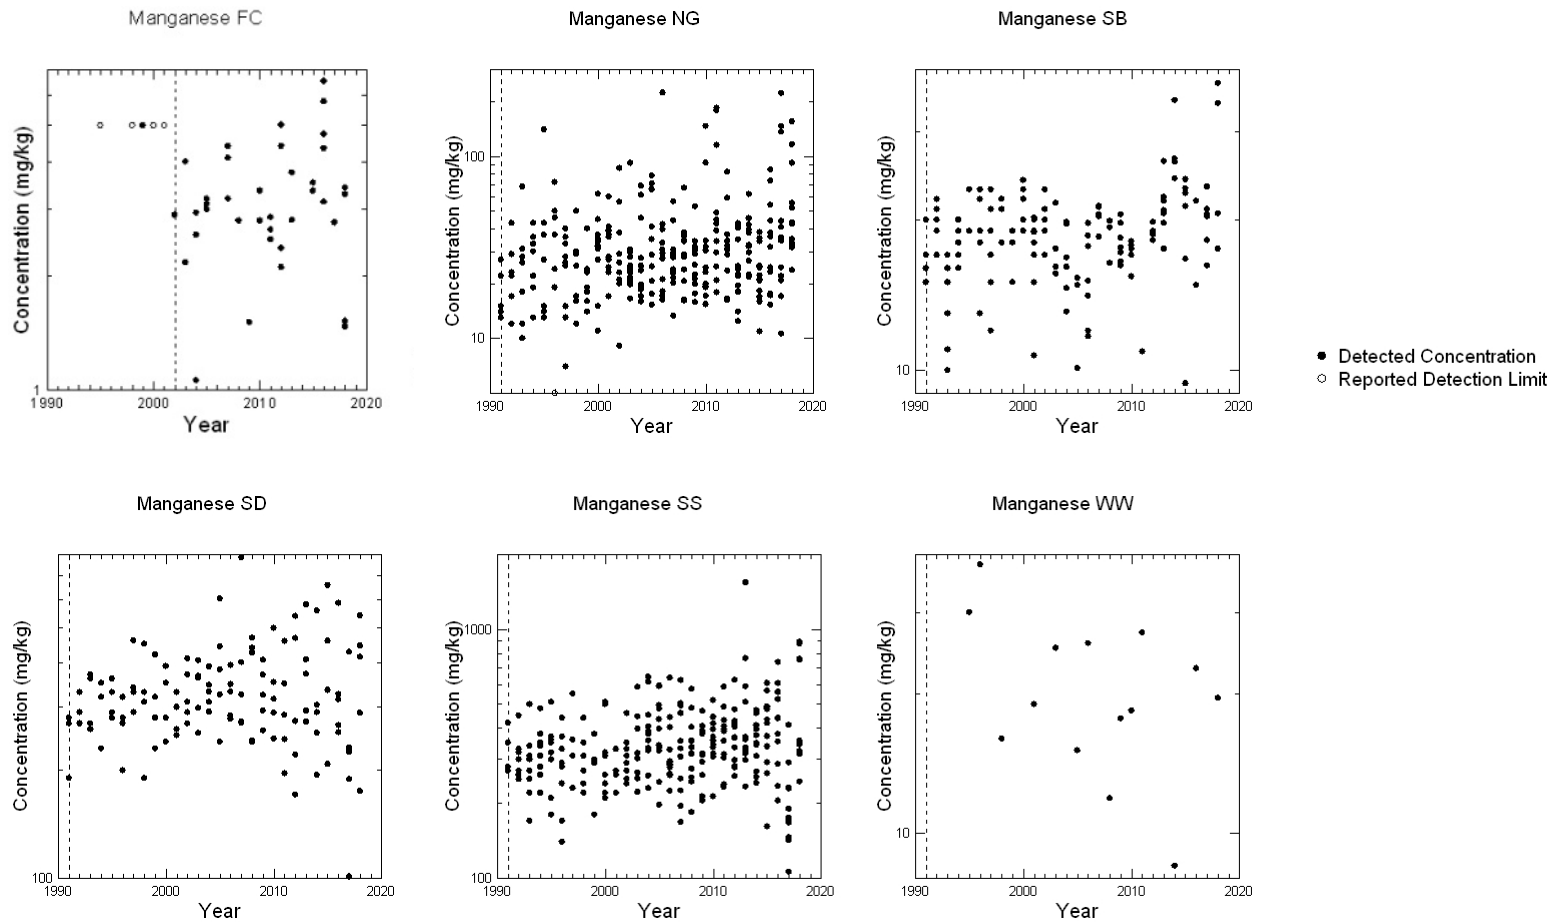 Manganese FC
Manganese NG
Manganese SB
Concentration (mg/kg)
1
1990
2000
2010
2020
Year
Concentration (mg/kg)
100
10
1990
2000
2010
2020
Year
Concentration (mg/kg)
10
1990
2000
2010
2020
Year
Detected Concentration
Reported Detection Limit
Manganese SD
Manganese SS
Manganese WW
Concentration (mg/kg)
100
1990
2000
2010
2020
Year
Concentration (mg/kg)
1000
100
1990
2000
2010
2020
Year
Concentration (mg/kg)
10
1990
2000
2010
2020
Year